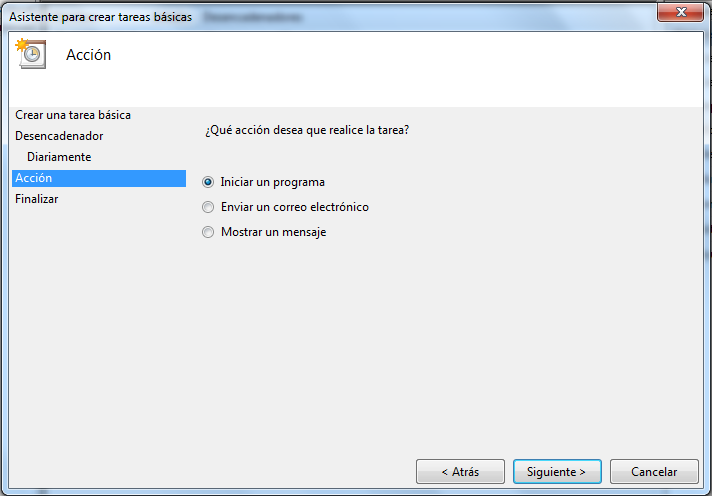 Asistente para crear tareas básicas
Desencadenadores
Acción
Crear una tarea básica
Desencadenador
Diariamente
Acción
Finalizar
¿Qué acción desea que realice la tarea?
Iniciar un programa
Enviar un correo electrónico
Mostrar un mensaje
< Atrás
Siguiente >
Cancelar